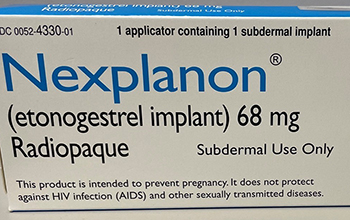 DC 0052-4330-01
1 applicator containing 1 subdermal implant
Nexplanon®
(etonogestrel implant) 68 mg
Radiopaque
Subdermal Use Only
This product is intended to prevent pregnancy. It does not protect
against HIV infection (AIDS) and other sexually transmitted diseases.